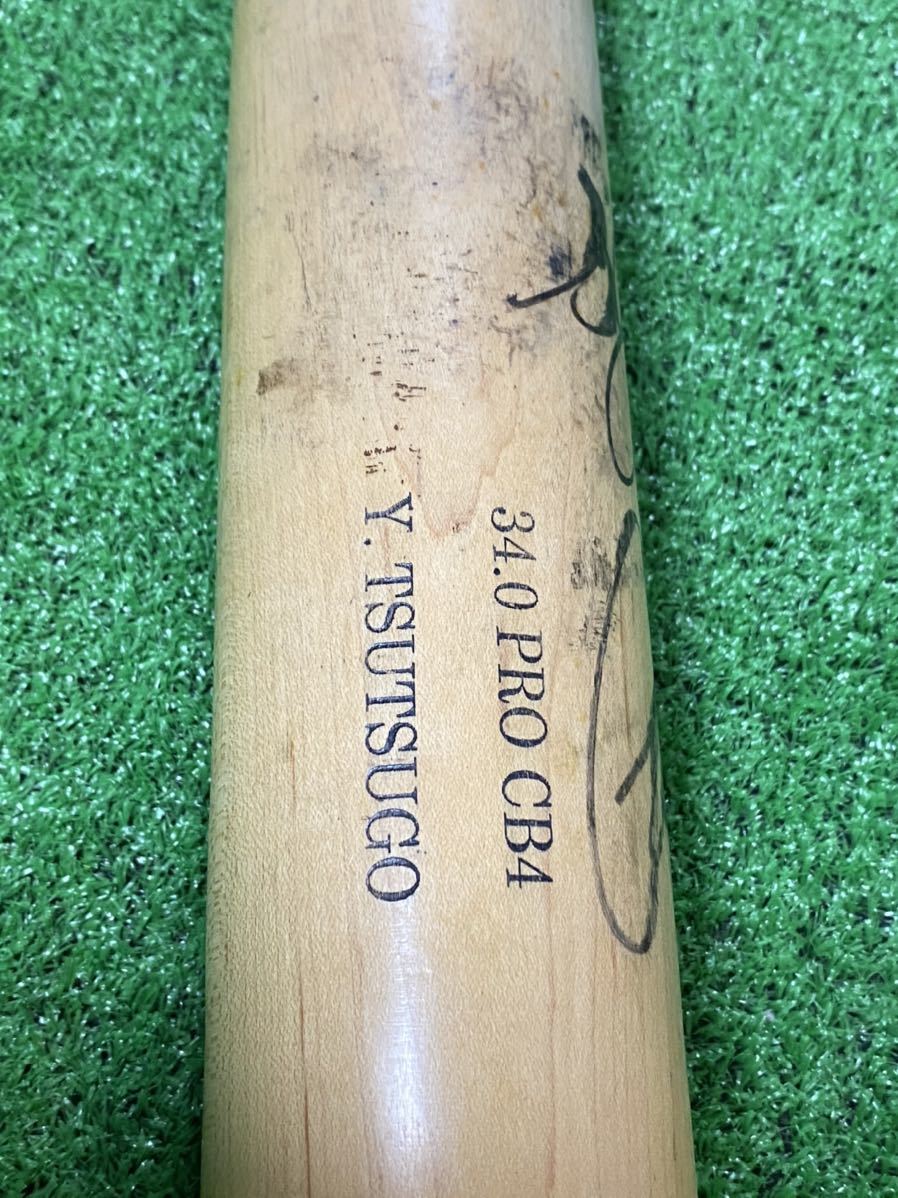 34.0 PRO CB4
Y. TSUTSUGO